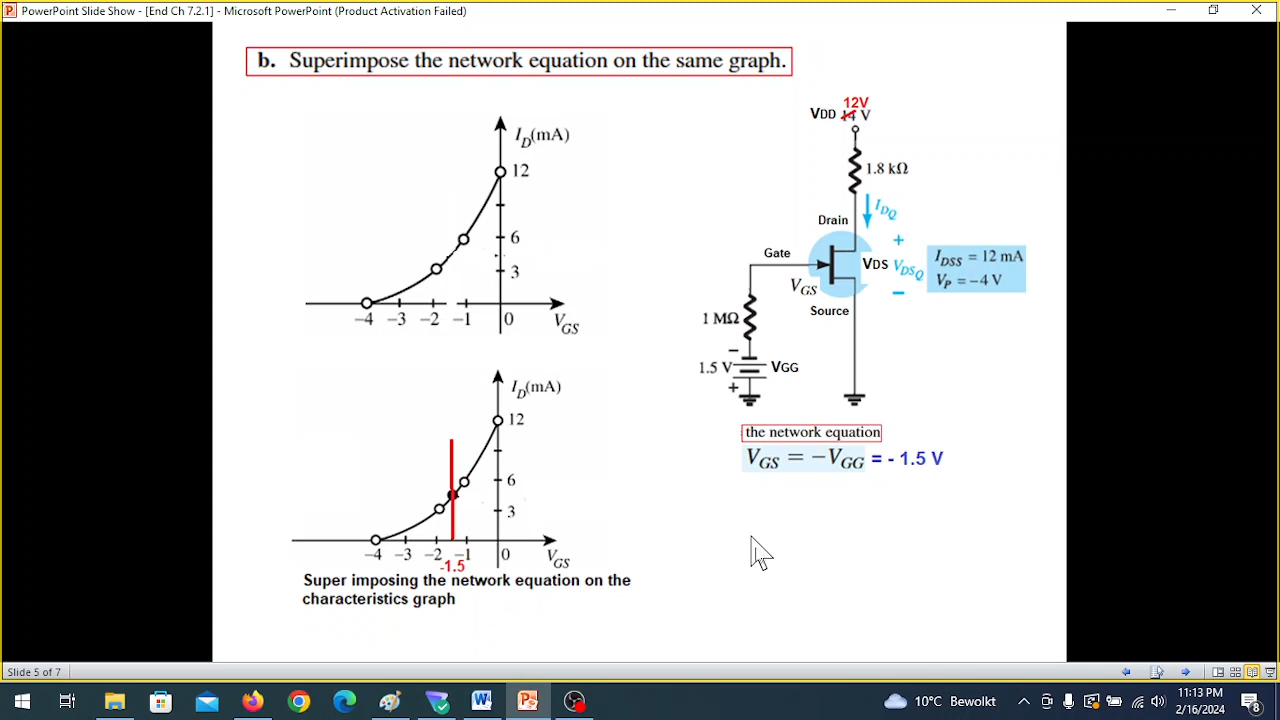 PowerPoint Slide Show - [End Ch 7.2.1] - Microsoft PowerPoint (Product Activation Failed)
b. Superimpose the network equation on the same graph.
I_D(mA)
12
6
3
-4 -3 -2 -1 0 V_GS
I_D(mA)
12
6
3
-4 -3 -2 -1 0 V_GS
-1.5
Super imposing the network equation on the
characteristics graph
12V
VDD 14 V
1.8 kΩ
I_DQ
Drain
+
Gate
VDS V_DSQ
I_DSS = 12 mA
V_P = -4 V
V_GS
−
Source
1 MΩ
−
1.5 V VGG
+
the network equation
V_GS = -V_GG = - 1.5 V
Slide 5 of 7
10°C Bewolkt
11:13 PM
2/16/2024
8